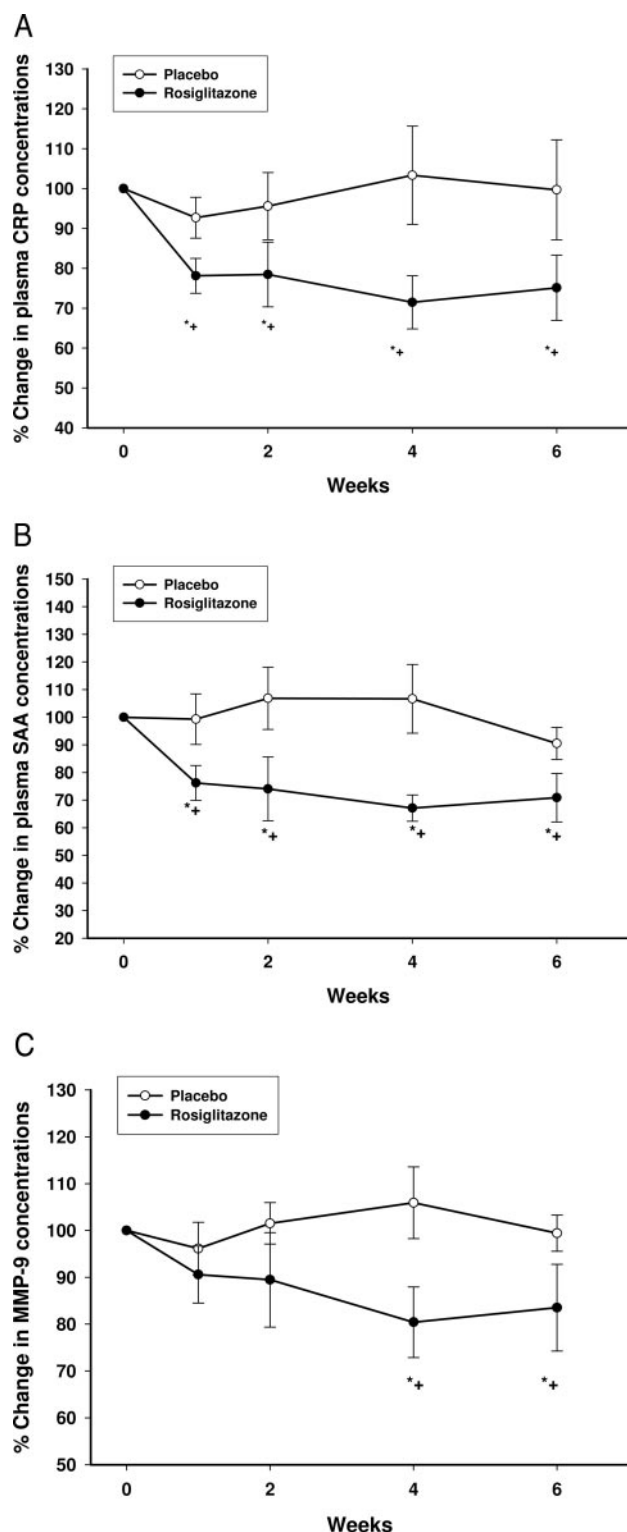 A
% Change in plasma CRP concentrations
130
120
110
100
90
80
70
60
50
40
Placebo
Rosiglitazone
*+ *+ *+ *+
0 2 4 6
Weeks
B
% Change in plasma SAA concentrations
150
140
130
120
110
100
90
80
70
60
50
40
30
20
Placebo
Rosiglitazone
*+ *+ *+ *+
0 2 4 6
Weeks
C
% Change in MMP-9 concentrations
130
120
110
100
90
80
70
60
50
Placebo
Rosiglitazone
*+ *+
0 2 4 6
Weeks